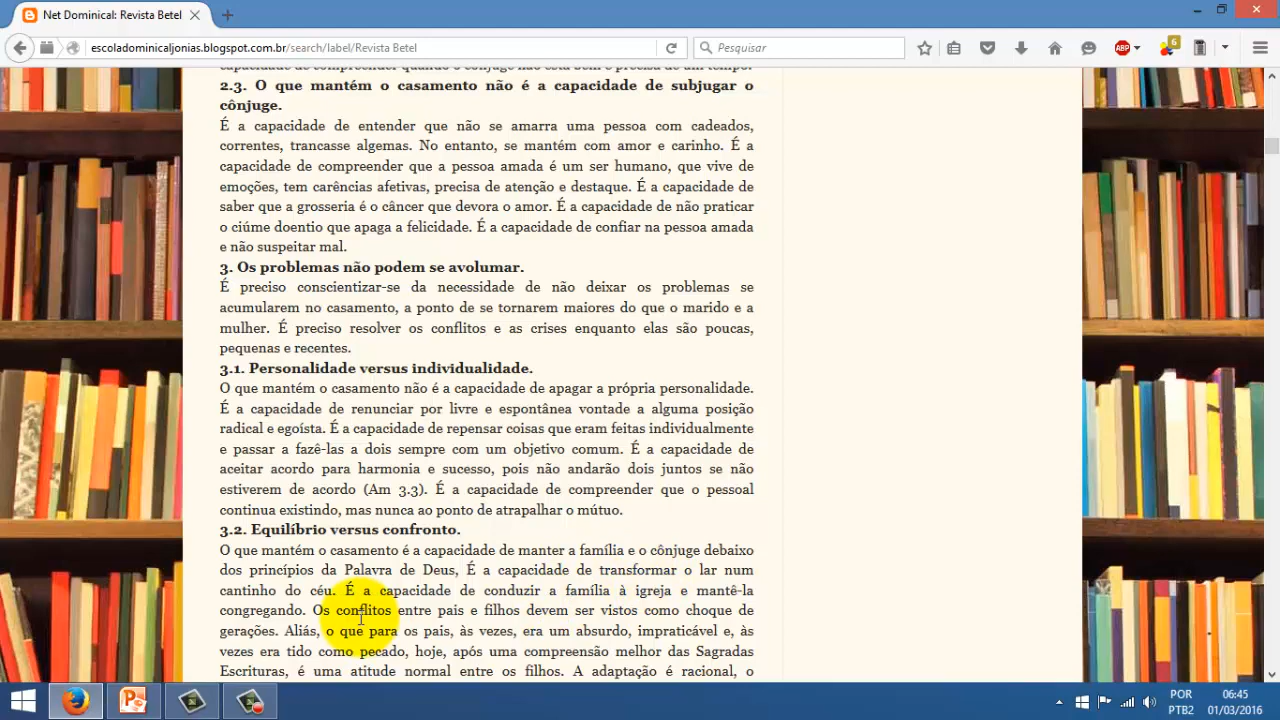 Net Dominical: Revista Betel
escoladominicaljonias.blogspot.com.br/search/label/Revista Betel
Pesquisar
ABP
6
capacidade de compreender quando o cônjuge não está bem e precisa de um tempo.
2.3. O que mantém o casamento não é a capacidade de subjugar o
cônjuge.
É a capacidade de entender que não se amarra uma pessoa com cadeados,
correntes, trancasse algemas. No entanto, se mantém com amor e carinho. É a
capacidade de compreender que a pessoa amada é um ser humano, que vive de
emoções, tem carências afetivas, precisa de atenção e destaque. É a capacidade de
saber que a grosseria é o câncer que devora o amor. É a capacidade de não praticar
o ciúme doentio que apaga a felicidade. É a capacidade de confiar na pessoa amada
e não suspeitar mal.
3. Os problemas não podem se avolumar.
É preciso conscientizar-se da necessidade de não deixar os problemas se
acumularem no casamento, a ponto de se tornarem maiores do que o marido e a
mulher. É preciso resolver os conflitos e as crises enquanto elas são poucas,
pequenas e recentes.
3.1. Personalidade versus individualidade.
O que mantém o casamento não é a capacidade de apagar a própria personalidade.
É a capacidade de renunciar por livre e espontânea vontade a alguma posição
radical e egoísta. É a capacidade de repensar coisas que eram feitas individualmente
e passar a fazê-las a dois sempre com um objetivo comum. É a capacidade de
aceitar acordo para harmonia e sucesso, pois não andarão dois juntos se não
estiverem de acordo (Am 3.3). É a capacidade de compreender que o pessoal
continua existindo, mas nunca ao ponto de atrapalhar o mútuo.
3.2. Equilíbrio versus confronto.
O que mantém o casamento é a capacidade de manter a família e o cônjuge debaixo
dos princípios da Palavra de Deus, É a capacidade de transformar o lar num
cantinho do céu. É a capacidade de conduzir a família à igreja e mantê-la
congregando. Os conflitos entre pais e filhos devem ser vistos como choque de
gerações. Aliás, o que para os pais, às vezes, era um absurdo, impraticável e, às
vezes era tido como pecado, hoje, após uma compreensão melhor das Sagradas
Escrituras, é uma atitude normal entre os filhos. A adaptação é racional, o
POR
PTB2
06:45
01/03/2016